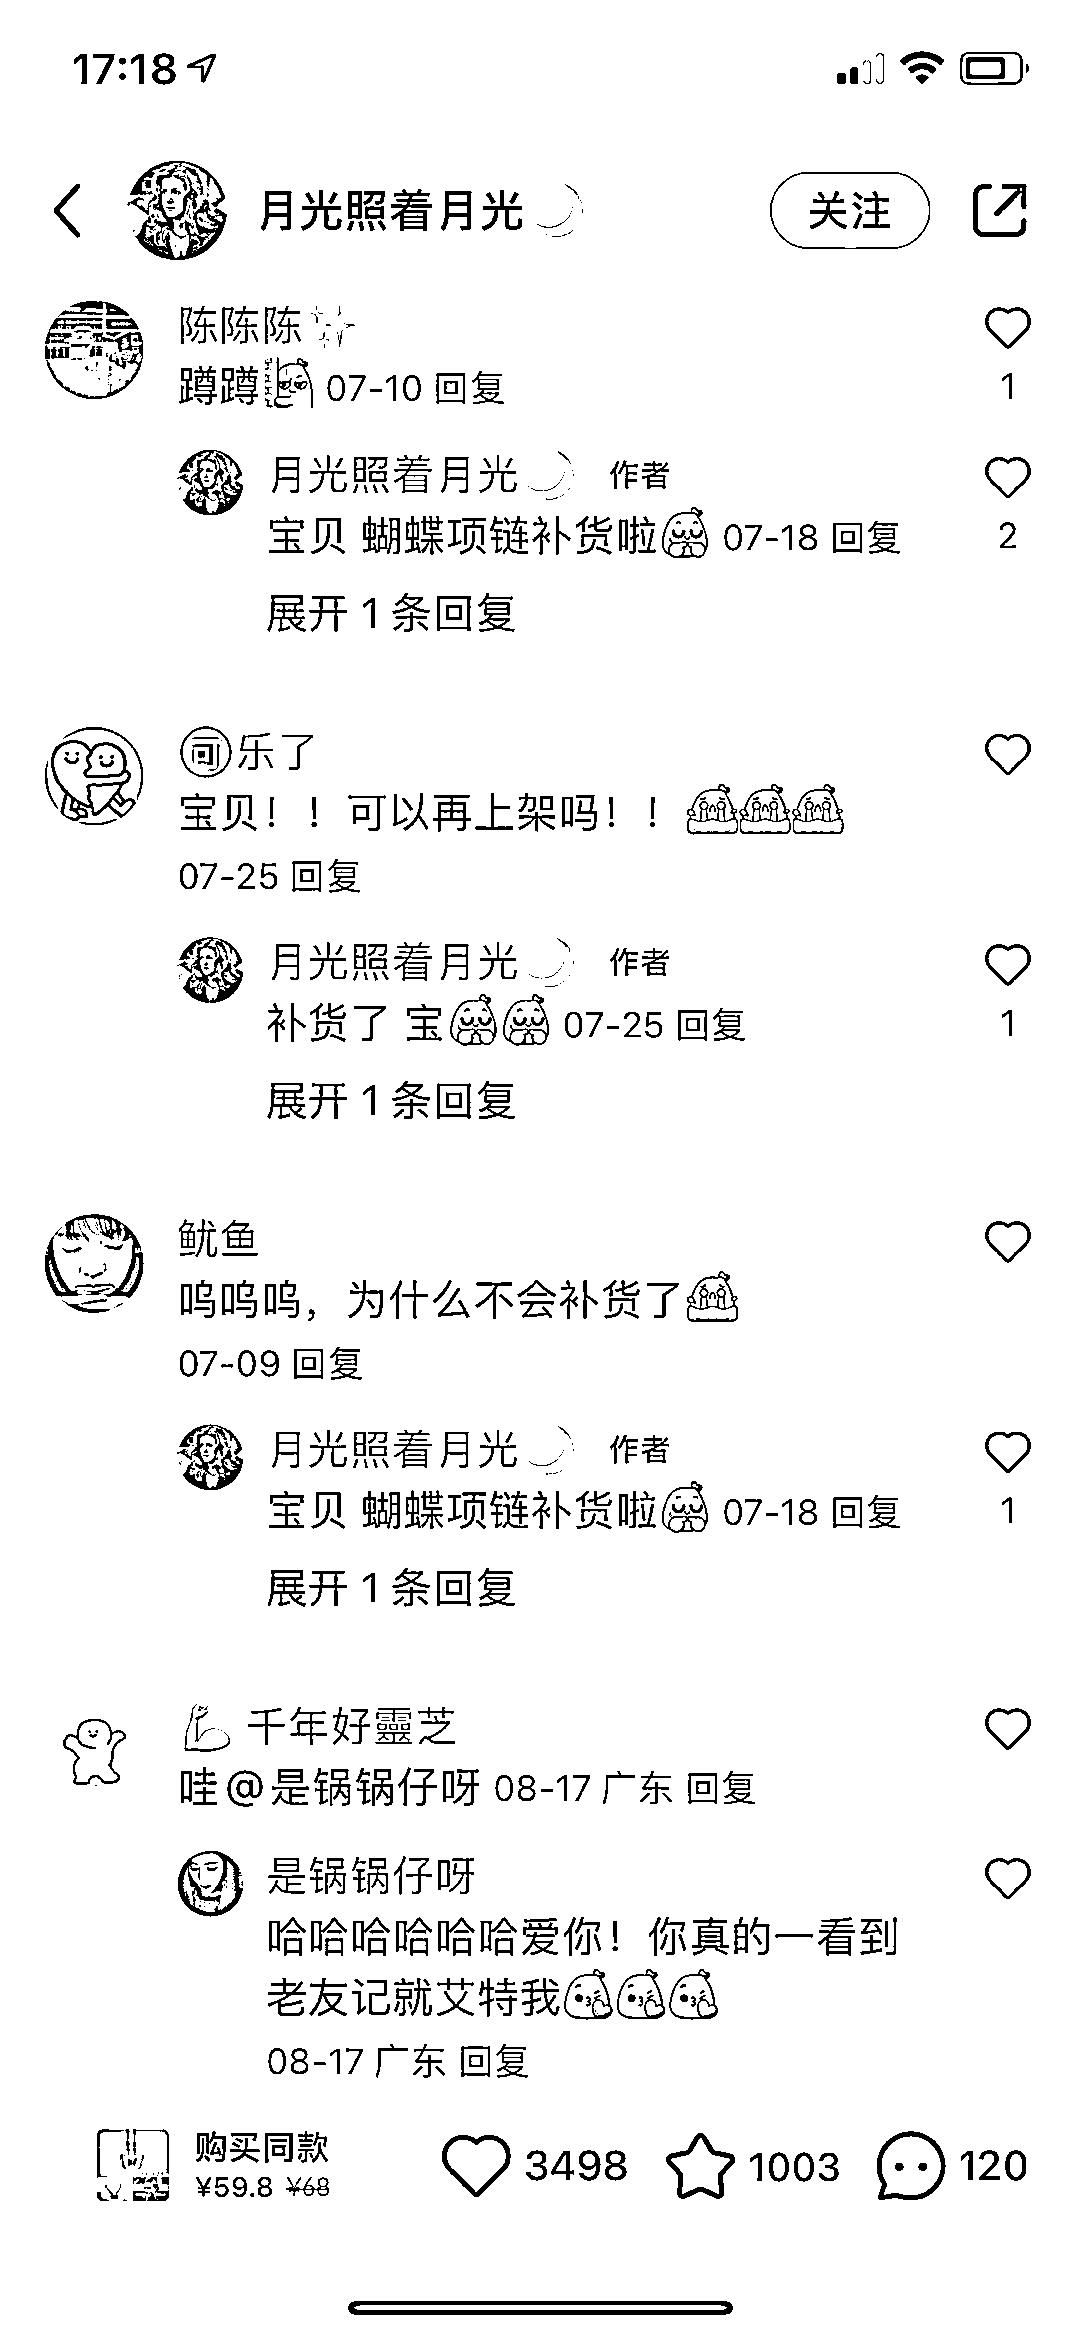 17:18
月光照着月光 关注
陈陈陈
蹲蹲 07-10 回复
1
月光照着月光 作者
宝贝 蝴蝶项链补货啦 07-18 回复
2
展开 1 条回复
可乐了
宝贝！！可以再上架吗！！
07-25 回复
月光照着月光 作者
补货了 宝 07-25 回复
1
展开 1 条回复
鱿鱼
呜呜呜，为什么不会补货了
07-09 回复
月光照着月光 作者
宝贝 蝴蝶项链补货啦 07-18 回复
1
展开 1 条回复
千年好靈芝
哇@是锅锅仔呀 08-17 广东 回复
是锅锅仔呀
哈哈哈哈哈哈爱你！你真的一看到
老友记就艾特我
08-17 广东 回复
购买同款
¥59.8 ¥68
3498 1003 120